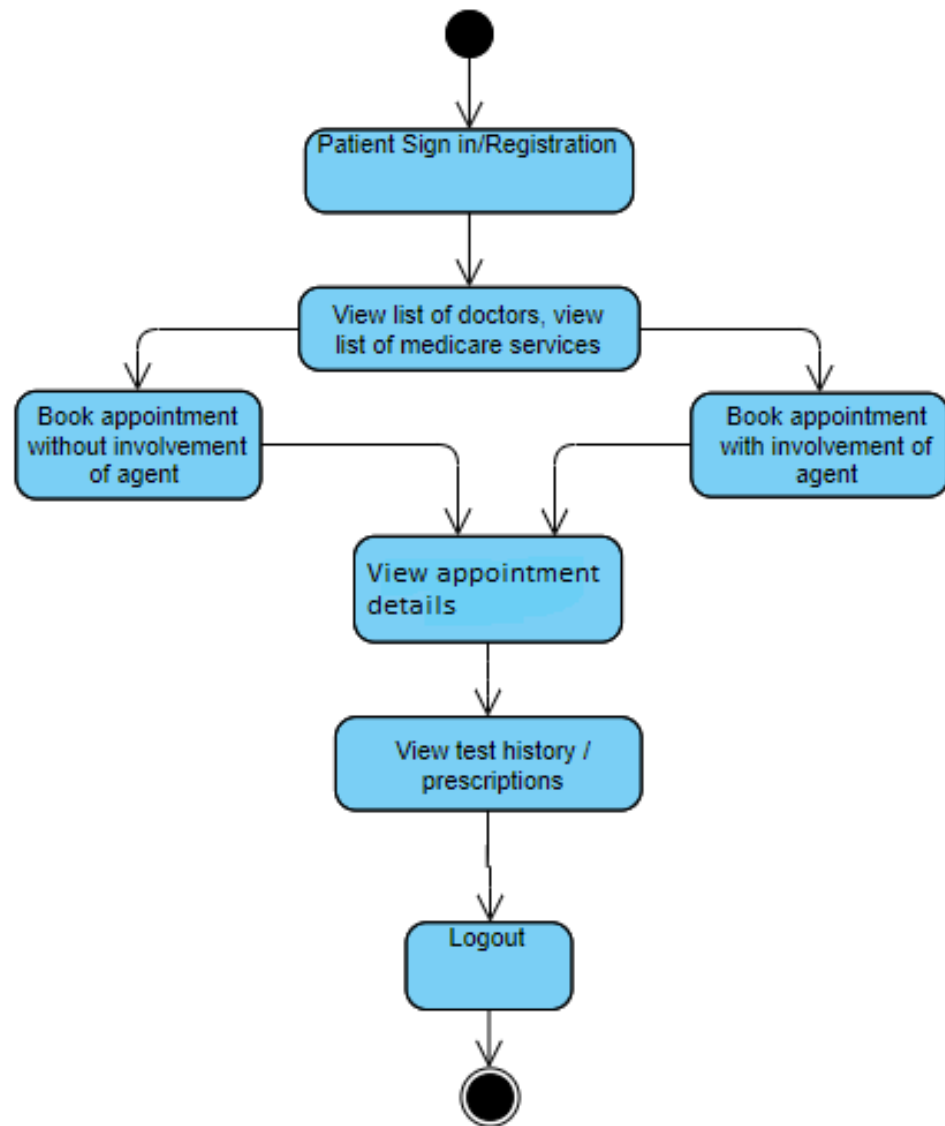 Patient Sign in/Registration
View list of doctors, view
list of medicare services
Book appointment
without involvement
of agent
Book appointment
with involvement of
agent
View appointment
details
View test history /
prescriptions
Logout